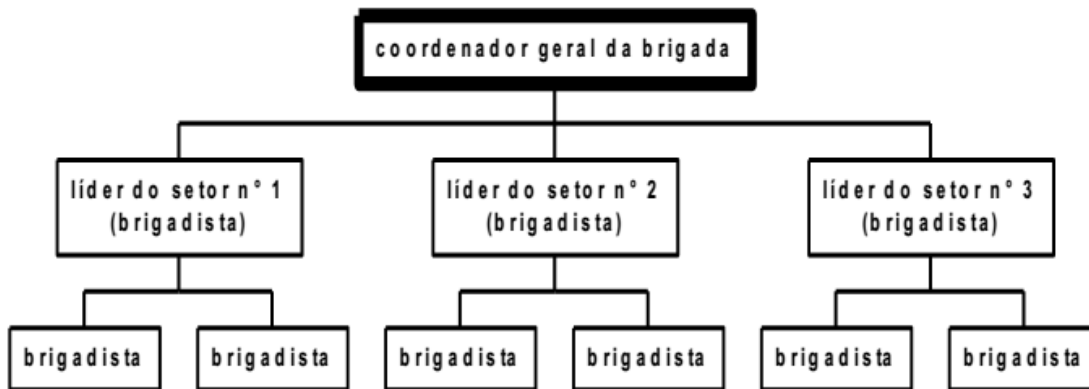 coordenador geral da brigada
líder do setor n° 1
(brigadista)
líder do setor n° 2
(brigadista)
líder do setor n° 3
(brigadista)
brigadista
brigadista
brigadista
brigadista
brigadista
brigadista